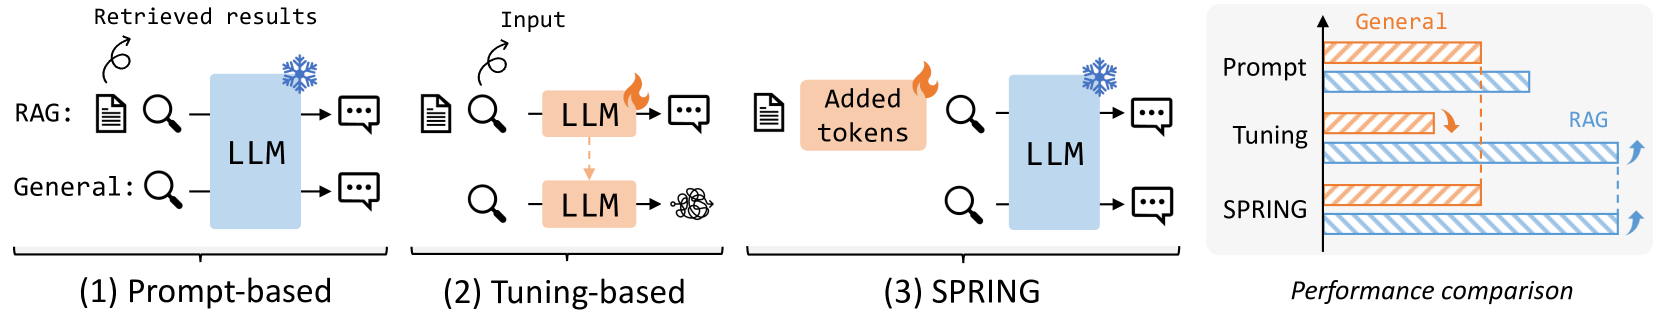 Retrieved results
RAG:
LLM
General:
(1) Prompt-based
Input
LLM
LLM
(2) Tuning-based
Added
tokens
LLM
(3) SPRING
General
Prompt
Tuning
RAG
SPRING
Performance comparison